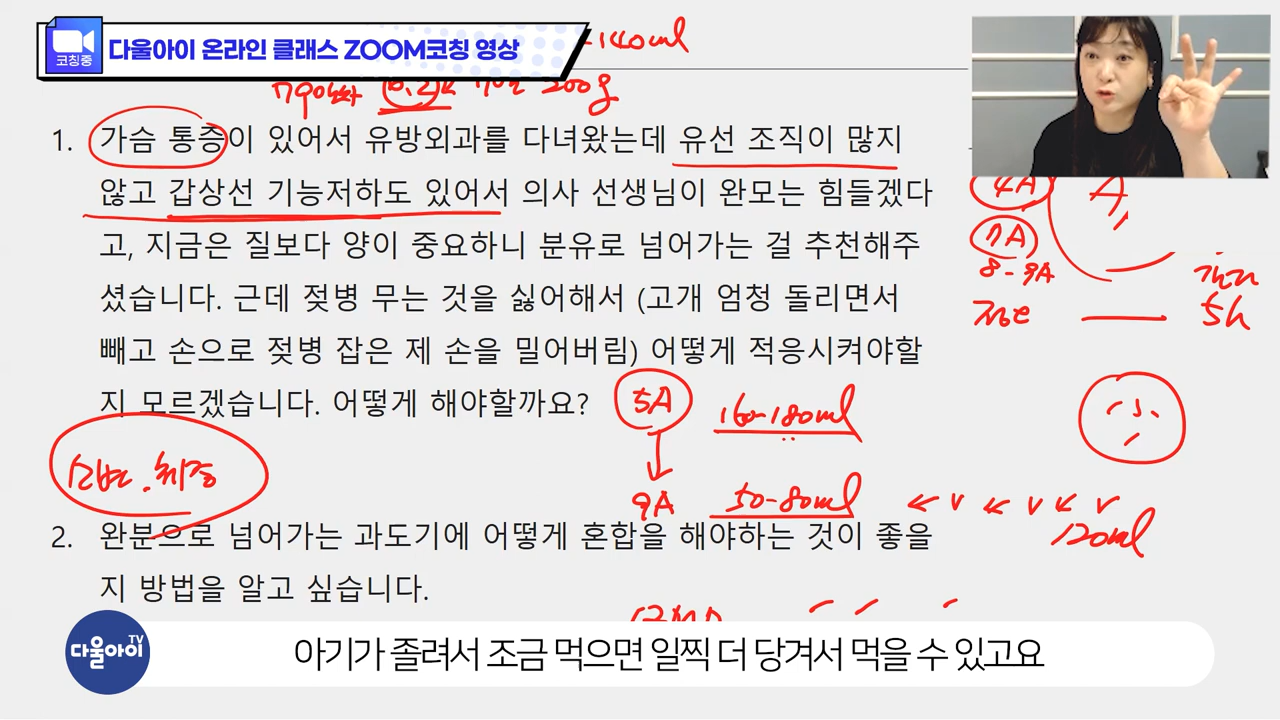 다울아이 온라인 클래스 ZOOM코칭 영상
코칭중
140ml
200g
1. 가슴 통증이 있어서 유방외과를 다녀왔는데 유선 조직이 많지
않고 갑상선 기능저하도 있어서 의사 선생님이 완모는 힘들겠다
고, 지금은 질보다 양이 중요하니 분유로 넘어가는 걸 추천해주
셨습니다. 근데 젖병 무는 것을 싫어해서 (고개 엄청 돌리면서
빼고 손으로 젖병 잡은 제 손을 밀어버림) 어떻게 적응시켜야할
지 모르겠습니다. 어떻게 해야할까요?
4A
7A
8-9A
5h
5A
160-180ml
9A
50-80ml
120ml
2. 완분으로 넘어가는 과도기에 어떻게 혼합을 해야하는 것이 좋을
지 방법을 알고 싶습니다.
다울아이 TV
아기가 졸려서 조금 먹으면 일찍 더 당겨서 먹을 수 있고요